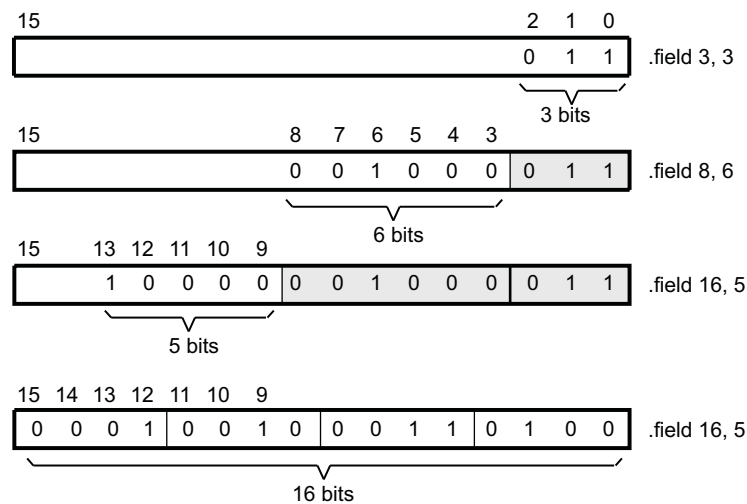 15 2 1 0
0 1 1 .field 3, 3
3 bits
15 8 7 6 5 4 3
0 0 1 0 0 0 0 1 1 .field 8, 6
6 bits
15 13 12 11 10 9
1 0 0 0 0 0 0 1 0 0 0 0 1 1 .field 16, 5
5 bits
15 14 13 12 11 10 9
0 0 0 1 0 0 1 0 0 0 1 1 0 1 0 0 .field 16, 5
16 bits